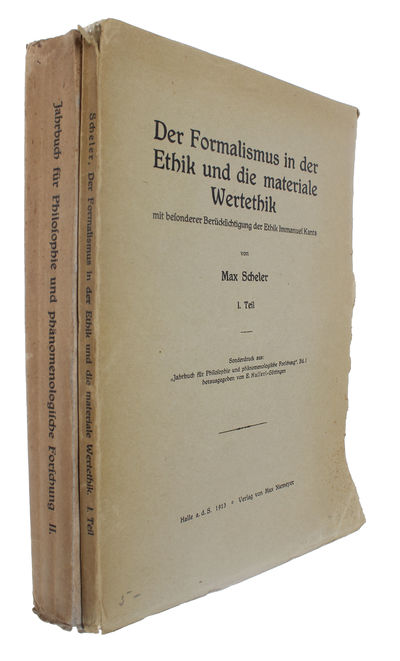 Jahrbuch für Philosophie und phänomenologische Forschung II.
Scheler, Der Formalismus in der Ethik und die materiale Wertethik. I. Teil
Der Formalismus in der
Ethik und die materiale
Wertethik
mit besonderer Berücksichtigung der Ethik Immanuel Kants
von
Max Scheler
I. Teil
Sonderdruck aus:
„Jahrbuch für Philosophie und phänomenologische Forschung“, Bd. I
herausgegeben von E. Husserl-Göttingen
Halle a. d. S. 1913 * Verlag von Max Niemeyer
5-